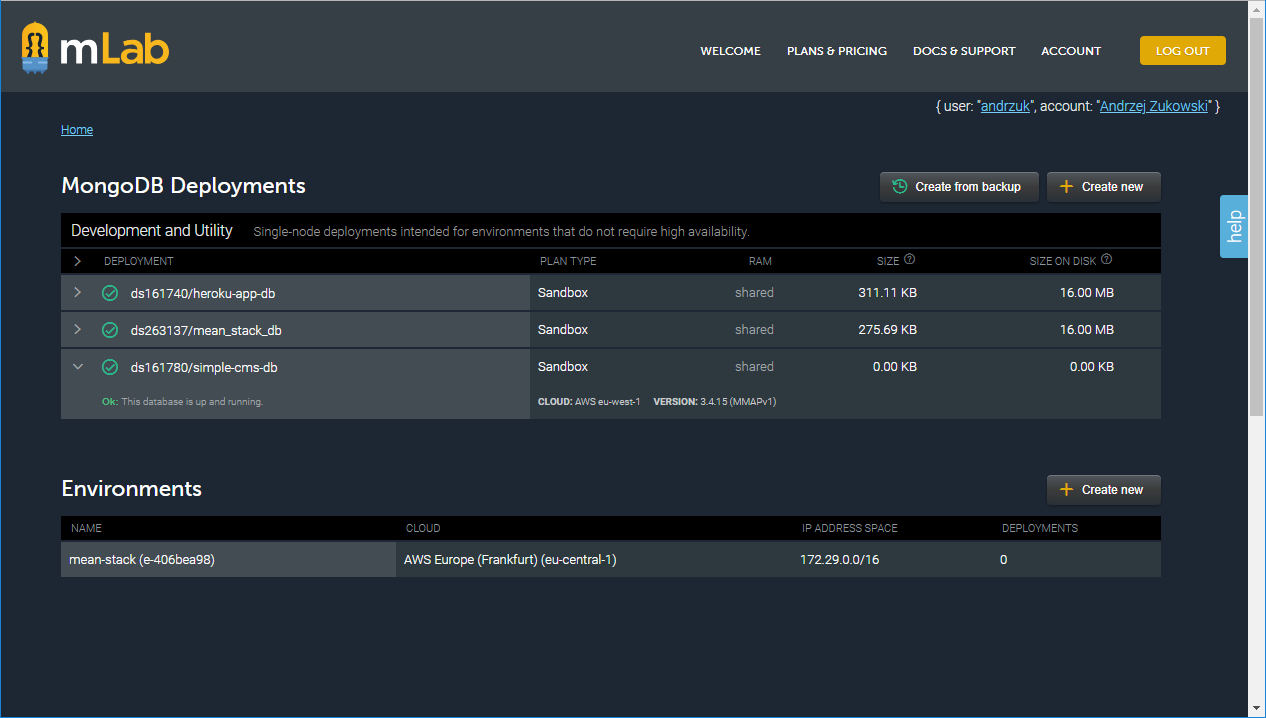 mLab
WELCOME PLANS & PRICING DOCS & SUPPORT ACCOUNT LOG OUT
{ user: "andrzuk", account: "Andrzej Zukowski" }
Home
MongoDB Deployments Create from backup Create new
help
Development and Utility Single-node deployments intended for environments that do not require high availability.
DEPLOYMENT PLAN TYPE RAM SIZE ? SIZE ON DISK ?
ds161740/heroku-app-db Sandbox shared 311.11 KB 16.00 MB
ds263137/mean_stack_db Sandbox shared 275.69 KB 16.00 MB
ds161780/simple-cms-db Sandbox shared 0.00 KB 0.00 KB
Ok: This database is up and running. CLOUD: AWS eu-west-1 VERSION: 3.4.15 (MMAPv1)
Environments Create new
NAME CLOUD IP ADDRESS SPACE DEPLOYMENTS
mean-stack (e-406bea98) AWS Europe (Frankfurt) (eu-central-1) 172.29.0.0/16 0